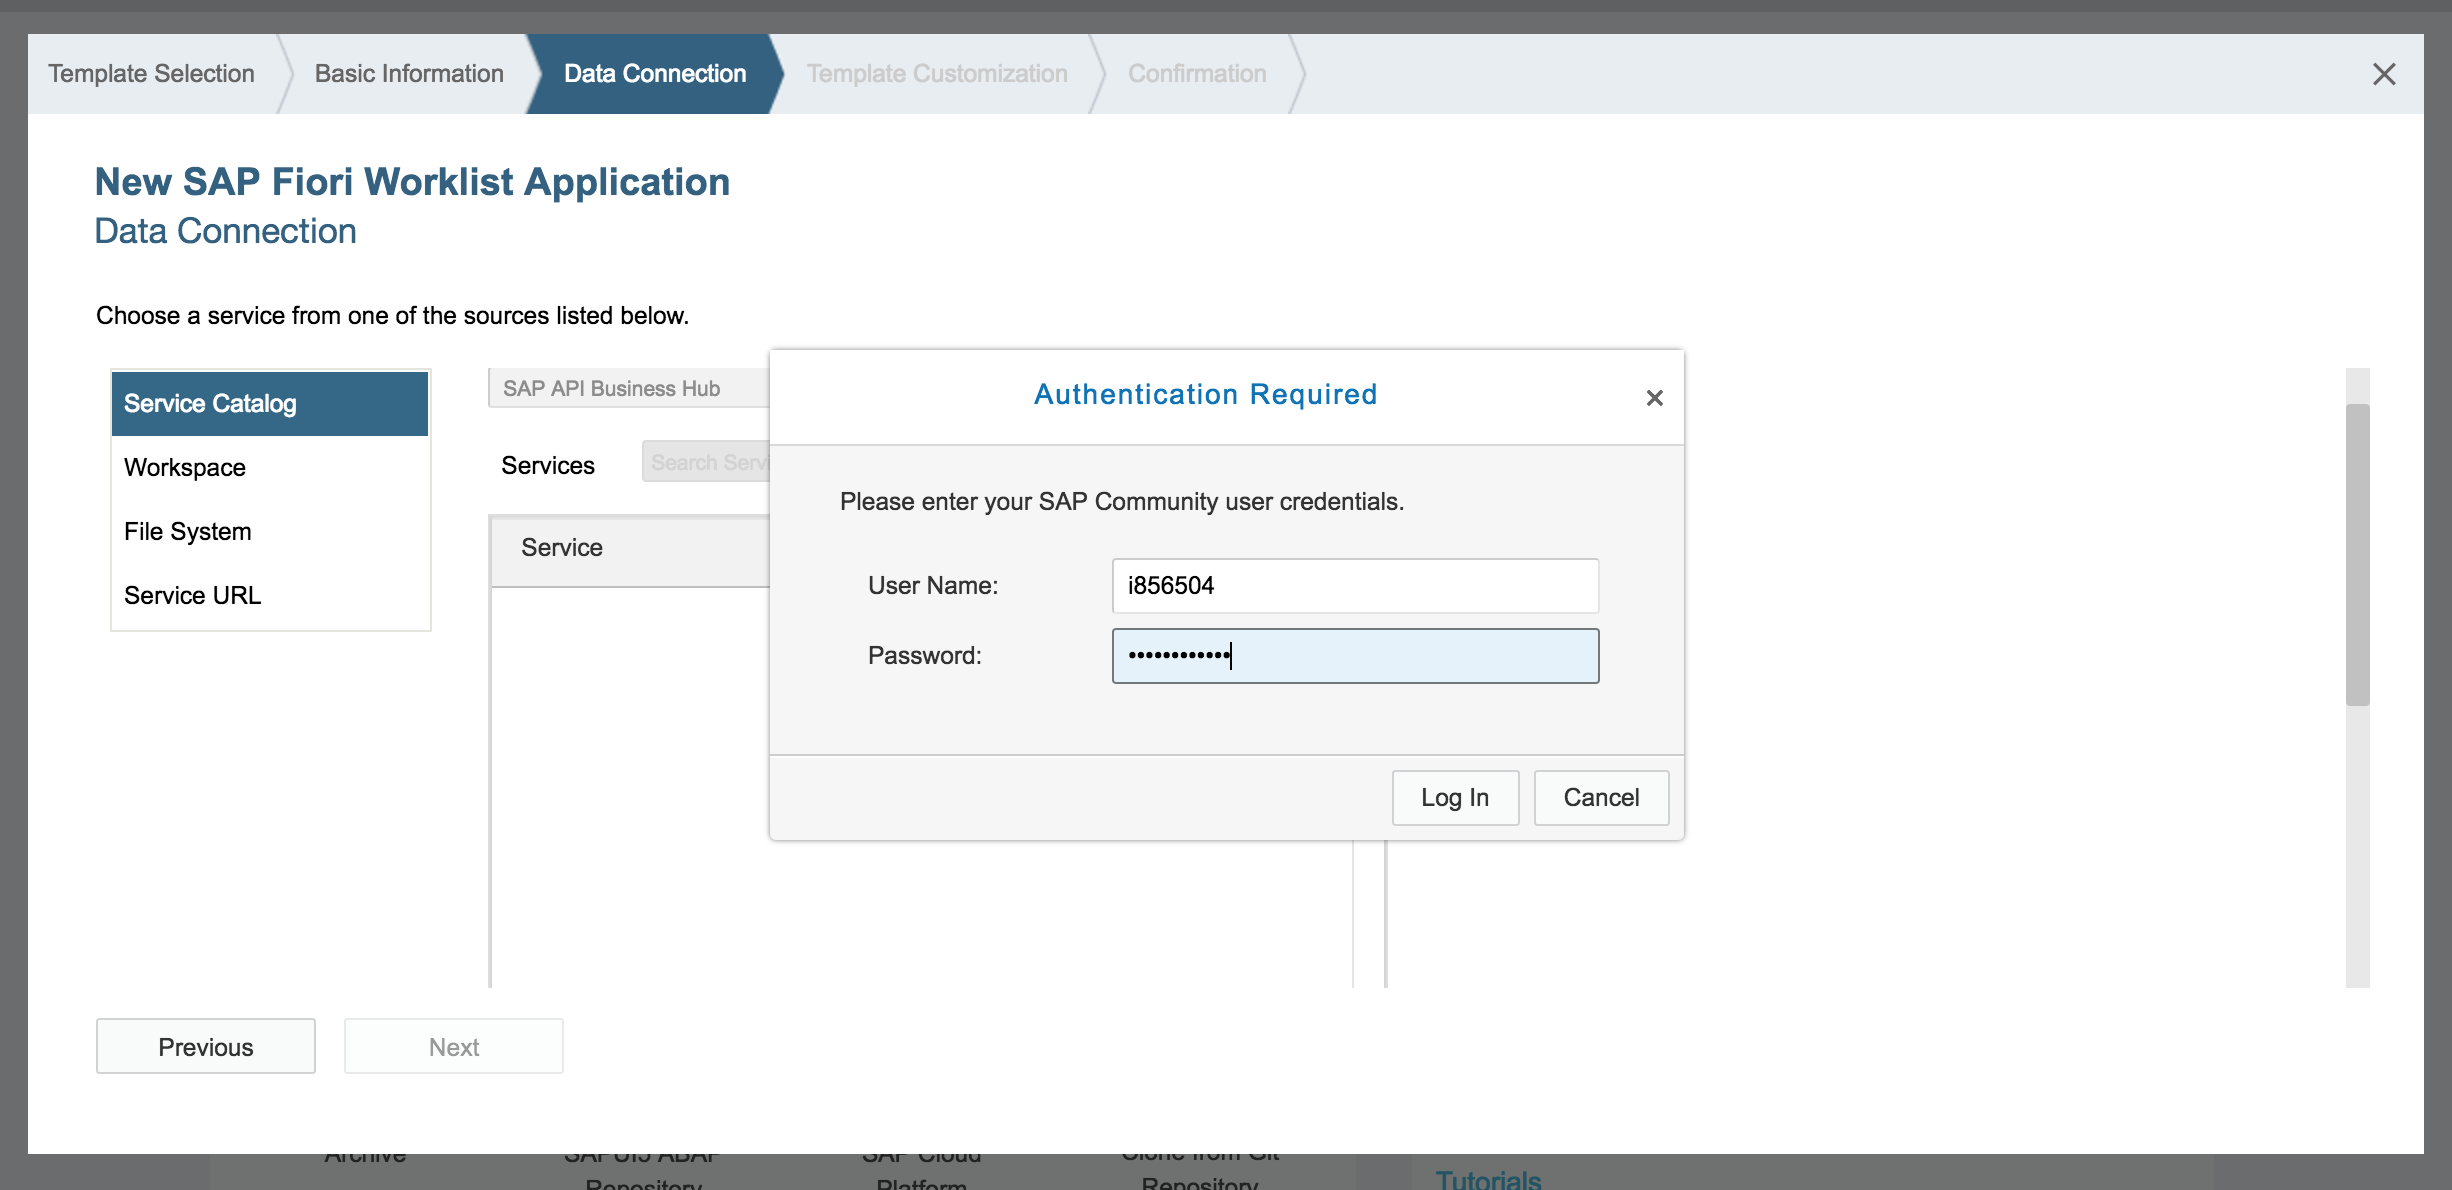 Template Selection
Basic Information
Data Connection
Template Customization
Confirmation
New SAP Fiori Worklist Application
Data Connection
Choose a service from one of the sources listed below.
Service Catalog
Workspace
File System
Service URL
SAP API Business Hub
Services
Search Servi
Service
Authentication Required
Please enter your SAP Community user credentials.
User Name:
i856504
Password:
••••••••••••
Log In
Cancel
Previous
Next
Archive
SAPUI5 ABAP
Repository
SAP Cloud
Platform
Clone from Git
Repository
Tutorials